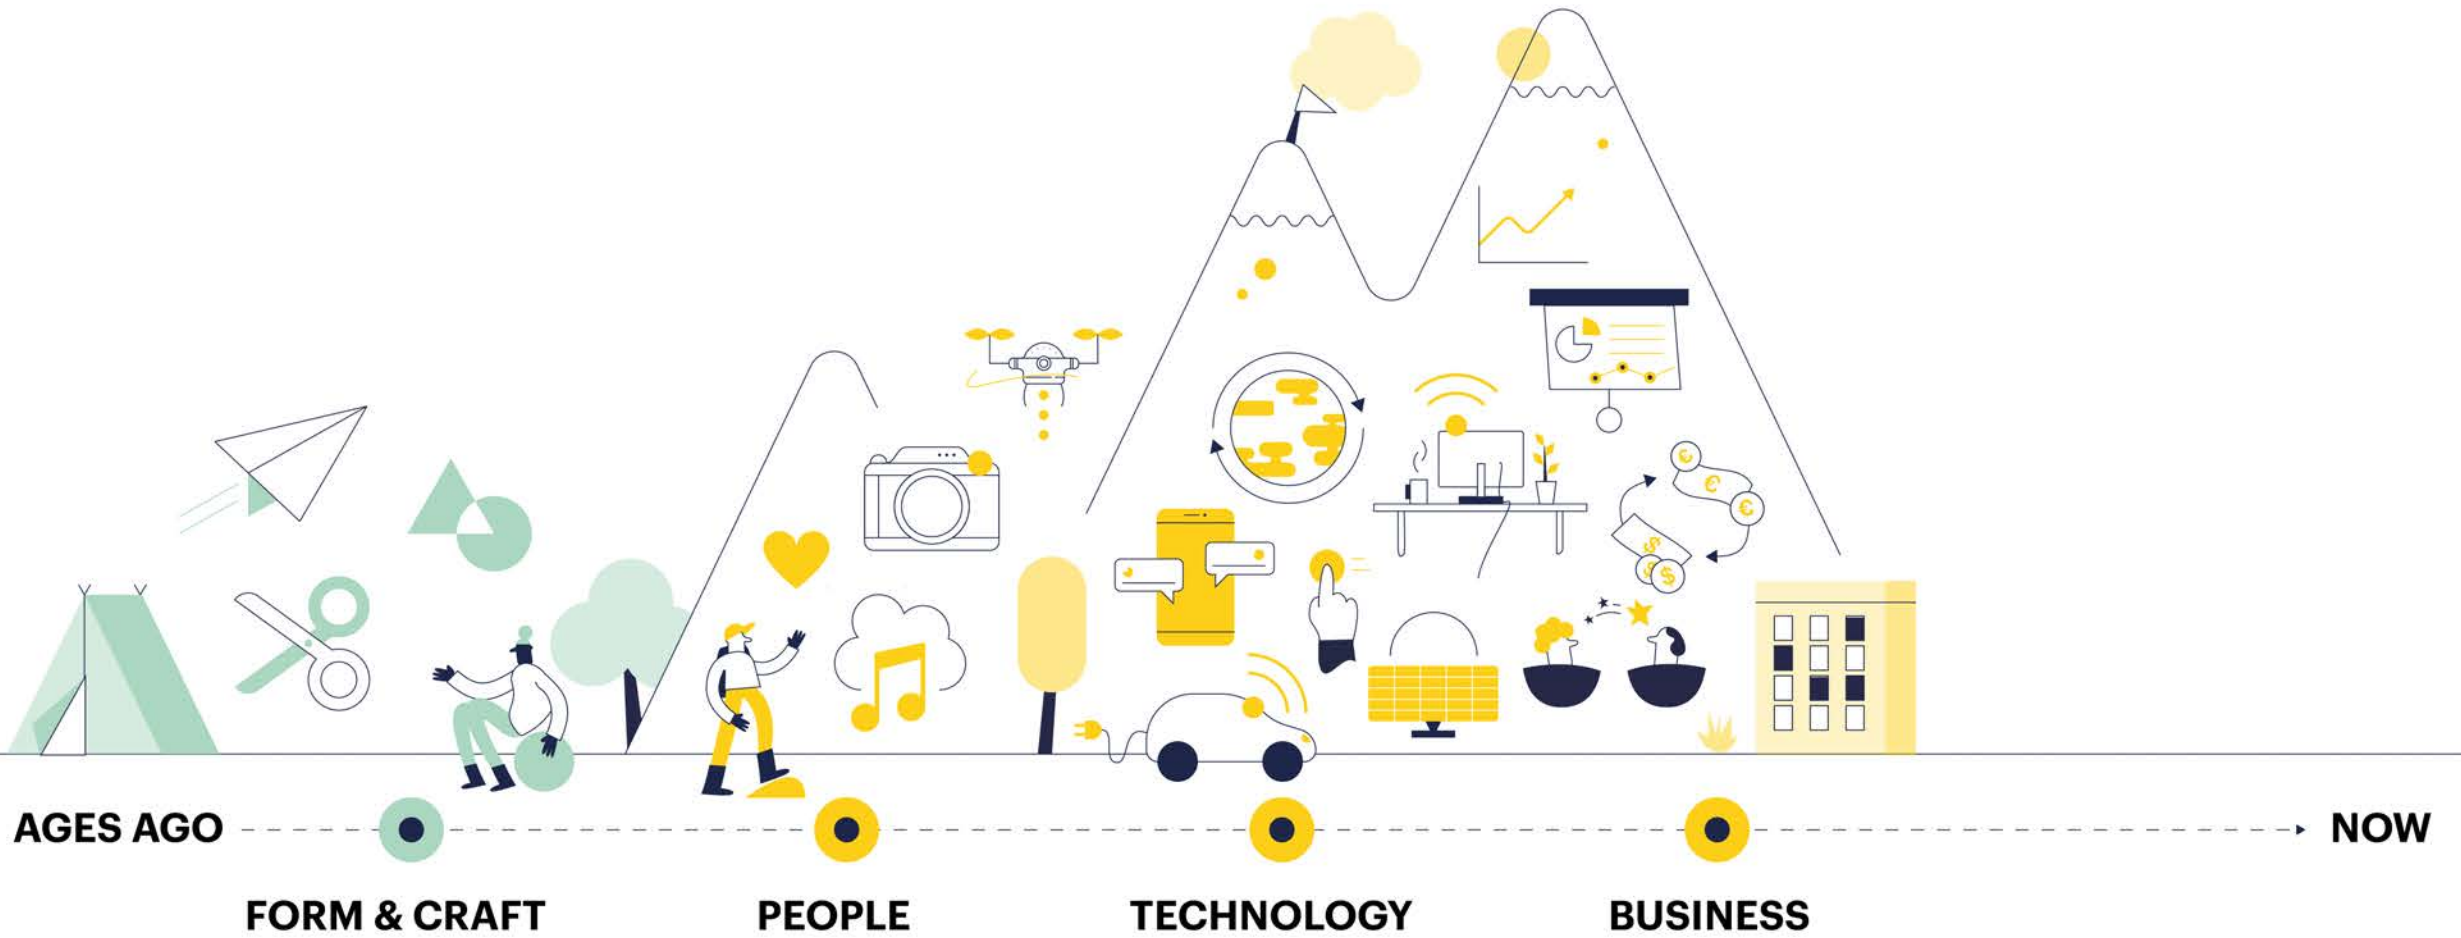 €
€
€
$
$
$
AGES AGO
NOW
FORM & CRAFT
PEOPLE
TECHNOLOGY
BUSINESS